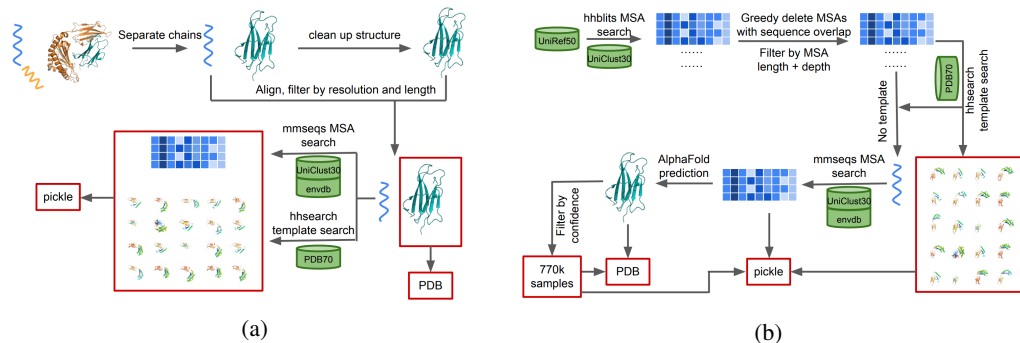 Separate chains
clean up structure
Align, filter by resolution and length
mmseqs MSA
search
UniClust30
envdb
pickle
hhsearch
template search
PDB70
PDB
(a)
hhblits MSA
search
UniRef50
UniClust30
......
Greedy delete MSAs
with sequence overlap
Filter by MSA
length + depth
......
PDB70
hhsearch
template search
No template
AlphaFold
prediction
mmseqs MSA
search
UniClust30
envdb
Filter by
confidence
770k
samples
PDB
pickle
(b)